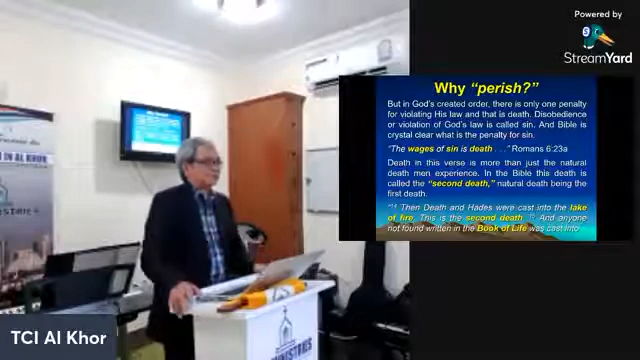 Powered by
StreamYard
Why "perish?"
But in God's created order, there is only one penalty
for violating His law and that is death. Disobedience
or violation of God's law is called sin. And Bible is
crystal clear what is the penalty for sin.
"The wages of sin is death . . ." Romans 6:23a
Death in this verse is more than just the natural
death men experience. In the Bible this death is
called the "second death," natural death being the
first death.
"14 Then Death and Hades were cast into the lake
of fire. This is the second death. 15 And anyone
not found written in the Book of Life was cast into
IN AL KHOR
TCI Al Khor